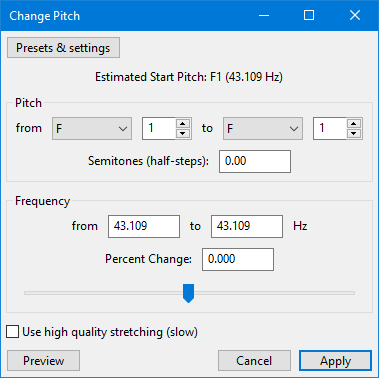 Change Pitch
Presets & settings
Estimated Start Pitch: F1 (43.109 Hz)
Pitch
from F 1 to F 1
Semitones (half-steps): 0.00
Frequency
from 43.109 to 43.109 Hz
Percent Change: 0.000
Use high quality stretching (slow)
Preview Cancel Apply